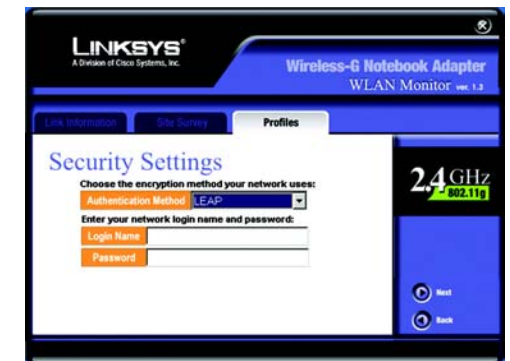 LINKSYS®
A Division of Cisco Systems, Inc.
Wireless-G Notebook Adapter
WLAN Monitor ver. 1.3
Link Information
Site Survey
Profiles
Security Settings
Choose the encryption method your network uses:
Authentication Method LEAP
Enter your network login name and password:
Login Name
Password
2.4 GHz
802.11g
Next
Back